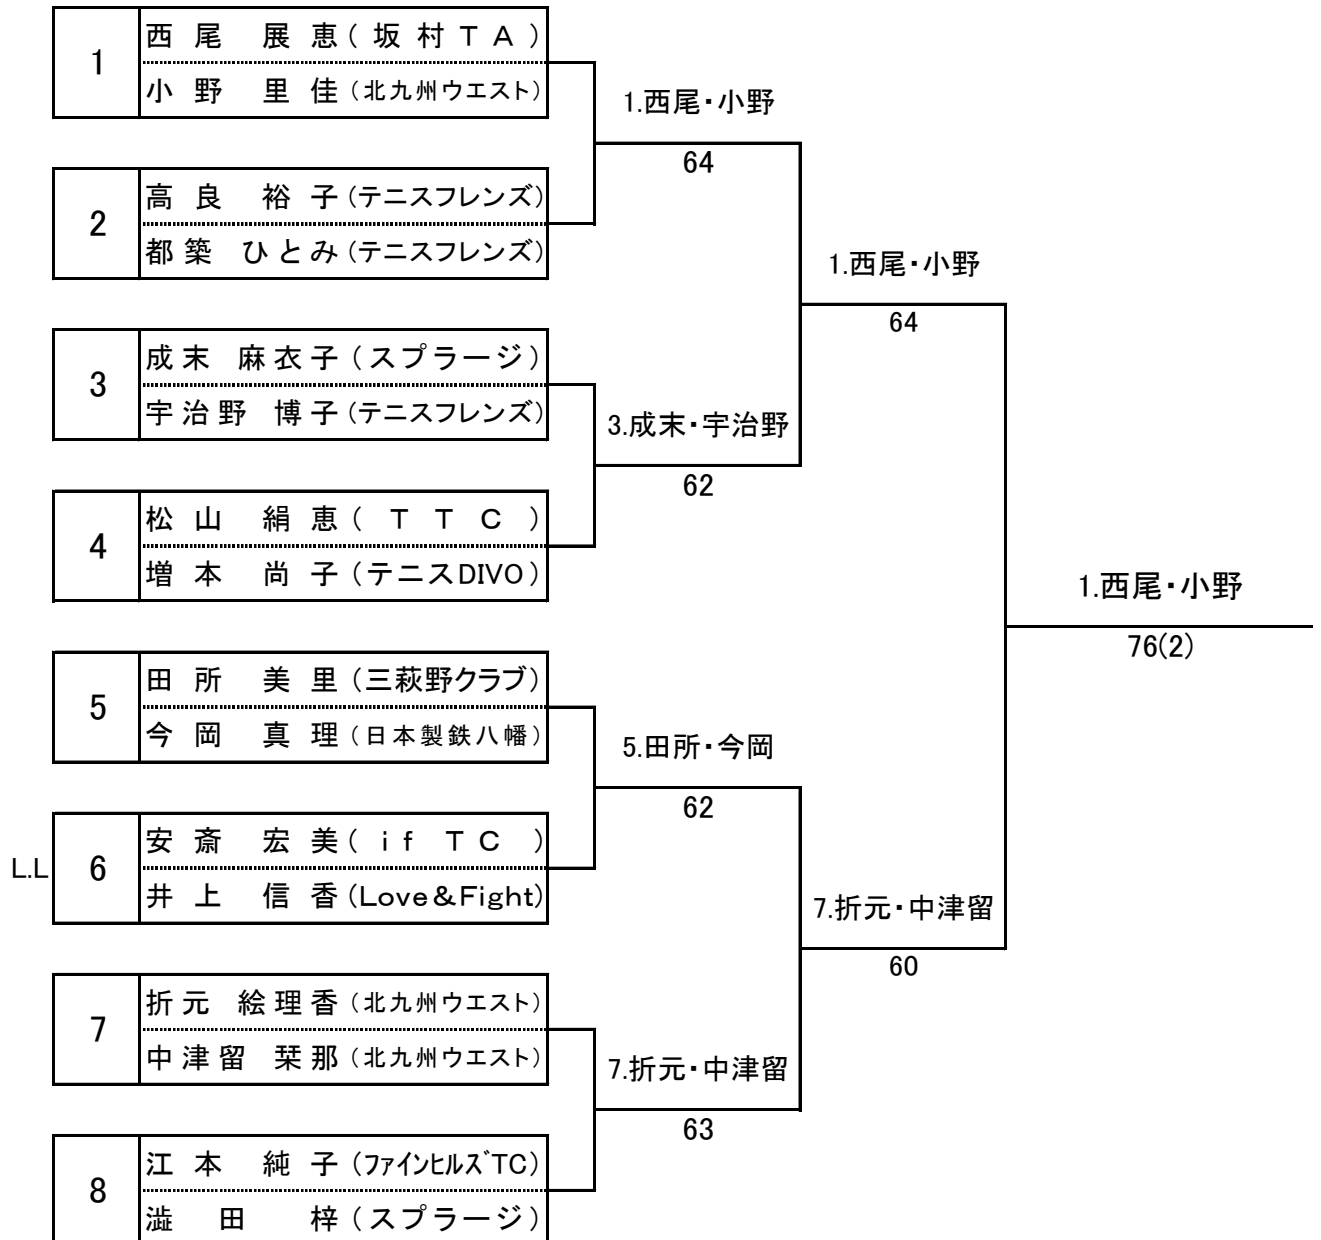 1
西尾 展恵(坂村TA)
小野 里佳(北九州ウエスト)
1.西尾・小野
64
2
高良 裕子(テニスフレンズ)
都築 ひとみ(テニスフレンズ)
1.西尾・小野
64
3
成末 麻衣子(スプラージ)
宇治野 博子(テニスフレンズ)
3.成末・宇治野
62
4
松山 絹恵(TTC)
増本 尚子(テニスDIVO)
1.西尾・小野
76(2)
5
田所 美里(三萩野クラブ)
今岡 真理(日本製鉄八幡)
5.田所・今岡
62
L.L
6
安斎 宏美(if TC)
井上 信香(Love&Fight)
7.折元・中津留
60
7
折元 絵理香(北九州ウエスト)
中津留 栞那(北九州ウエスト)
7.折元・中津留
63
8
江本 純子(ファインヒルズTC)
澁田 梓(スプラージ)